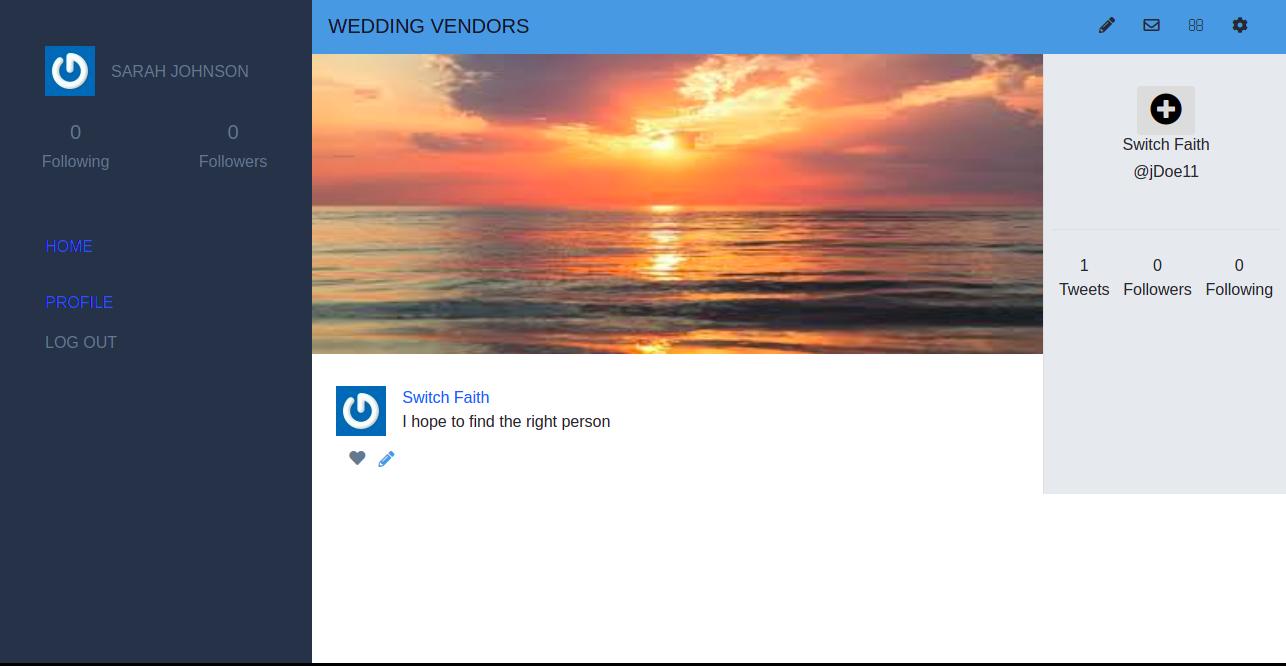 WEDDING VENDORS
SARAH JOHNSON
0 0
Following Followers
HOME
PROFILE
LOG OUT
Switch Faith
I hope to find the right person
Switch Faith
@jDoe11
1 0 0
Tweets Followers Following